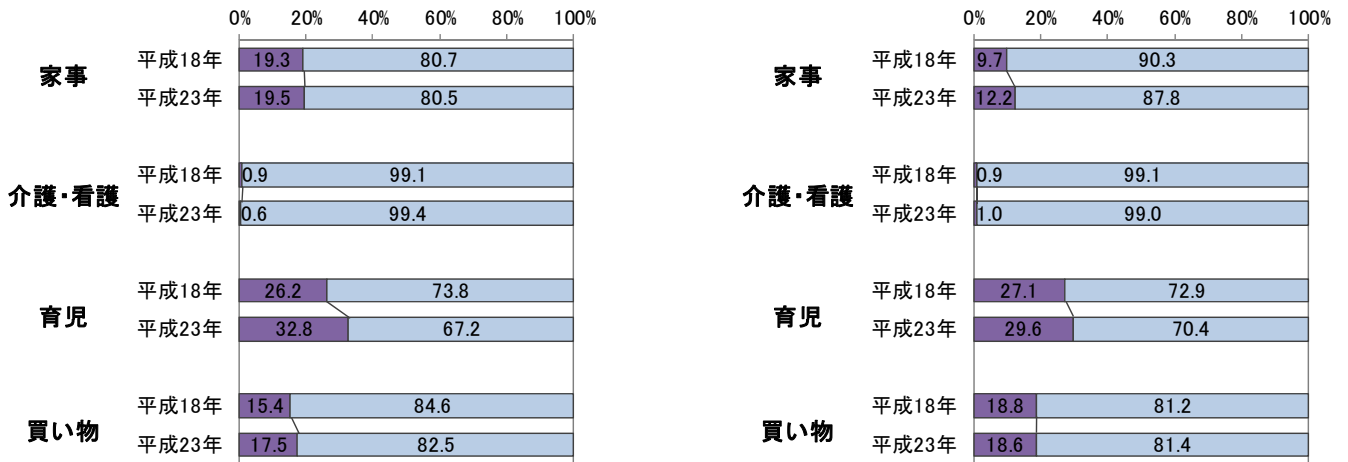 0% 20% 40% 60% 80% 100%
家事
平成18年 19.3 80.7
平成23年 19.5 80.5
介護・看護
平成18年 0.9 99.1
平成23年 0.6 99.4
育児
平成18年 26.2 73.8
平成23年 32.8 67.2
買い物
平成18年 15.4 84.6
平成23年 17.5 82.5
0% 20% 40% 60% 80% 100%
家事
平成18年 9.7 90.3
平成23年 12.2 87.8
介護・看護
平成18年 0.9 99.1
平成23年 1.0 99.0
育児
平成18年 27.1 72.9
平成23年 29.6 70.4
買い物
平成18年 18.8 81.2
平成23年 18.6 81.4